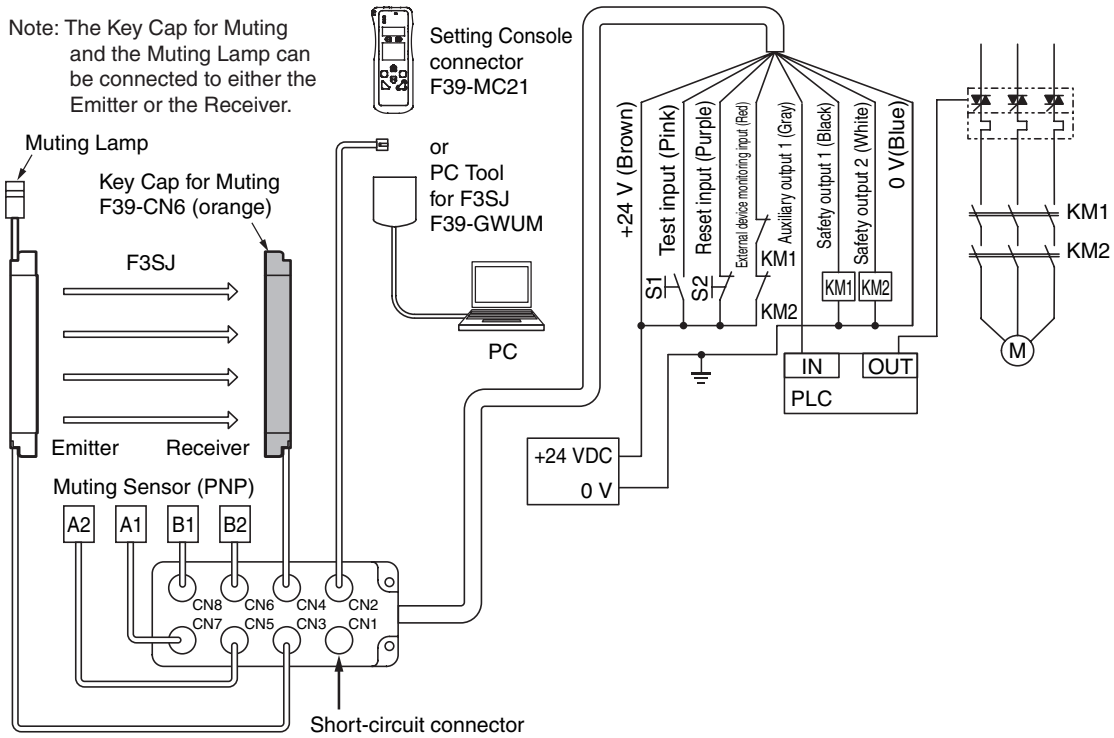 Note: The Key Cap for Muting
and the Muting Lamp can
be connected to either the
Emitter or the Receiver.
Muting Lamp
Key Cap for Muting
F39-CN6 (orange)
F3SJ
Emitter
Receiver
Muting Sensor (PNP)
A2
A1
B1
B2
CN8
CN6
CN4
CN2
CN7
CN5
CN3
CN1
Short-circuit connector
Setting Console
connector
F39-MC21
or
PC Tool
for F3SJ
F39-GWUM
PC
+24 V (Brown)
Test input (Pink)
Reset input (Purple)
External device monitoring input (Red)
Auxiliary output 1 (Gray)
Safety output 1 (Black)
Safety output 2 (White)
0 V(Blue)
S1
S2
KM1
KM2
KM1
KM2
IN
OUT
PLC
+24 VDC
0 V
KM1
KM2
M